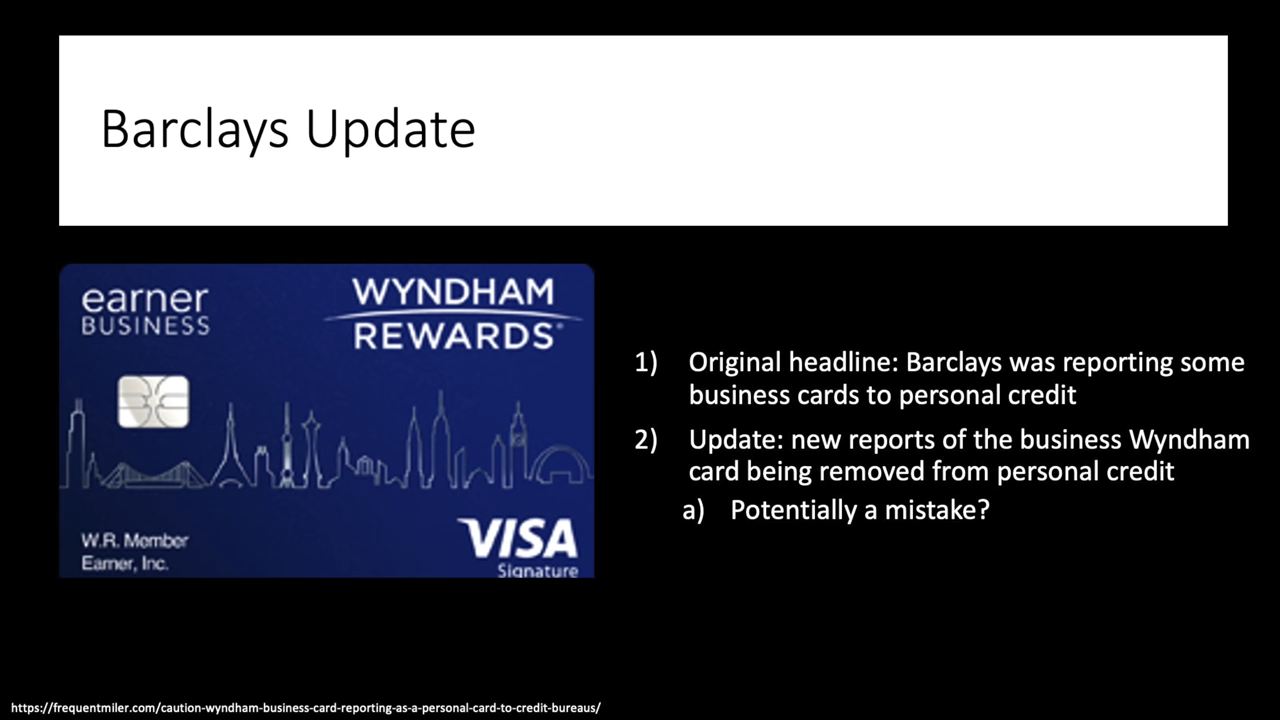 Barclays Update
earner
BUSINESS
WYNDHAM
REWARDS®
W.R. Member
Earner, Inc.
VISA
Signature
1) Original headline: Barclays was reporting some
business cards to personal credit
2) Update: new reports of the business Wyndham
card being removed from personal credit
a) Potentially a mistake?
https://frequentmiler.com/caution-wyndham-business-card-reporting-as-a-personal-card-to-credit-bureaus/